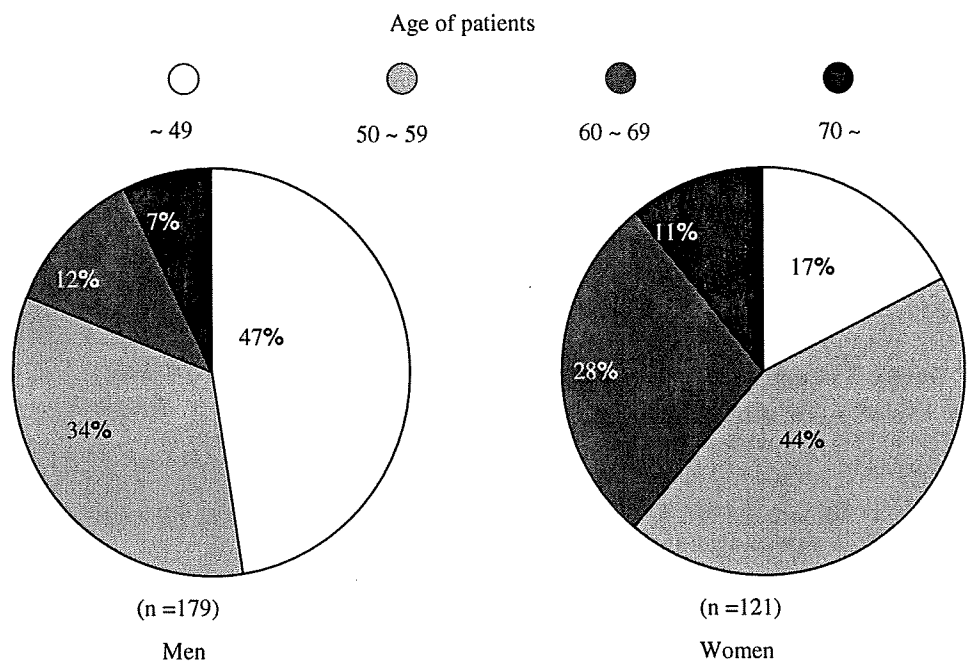 Age of patients
~ 49 50 ~ 59 60 ~ 69 70 ~
7% 11%
12% 17%
47%
28%
34% 44%
(n =179) (n =121)
Men Women